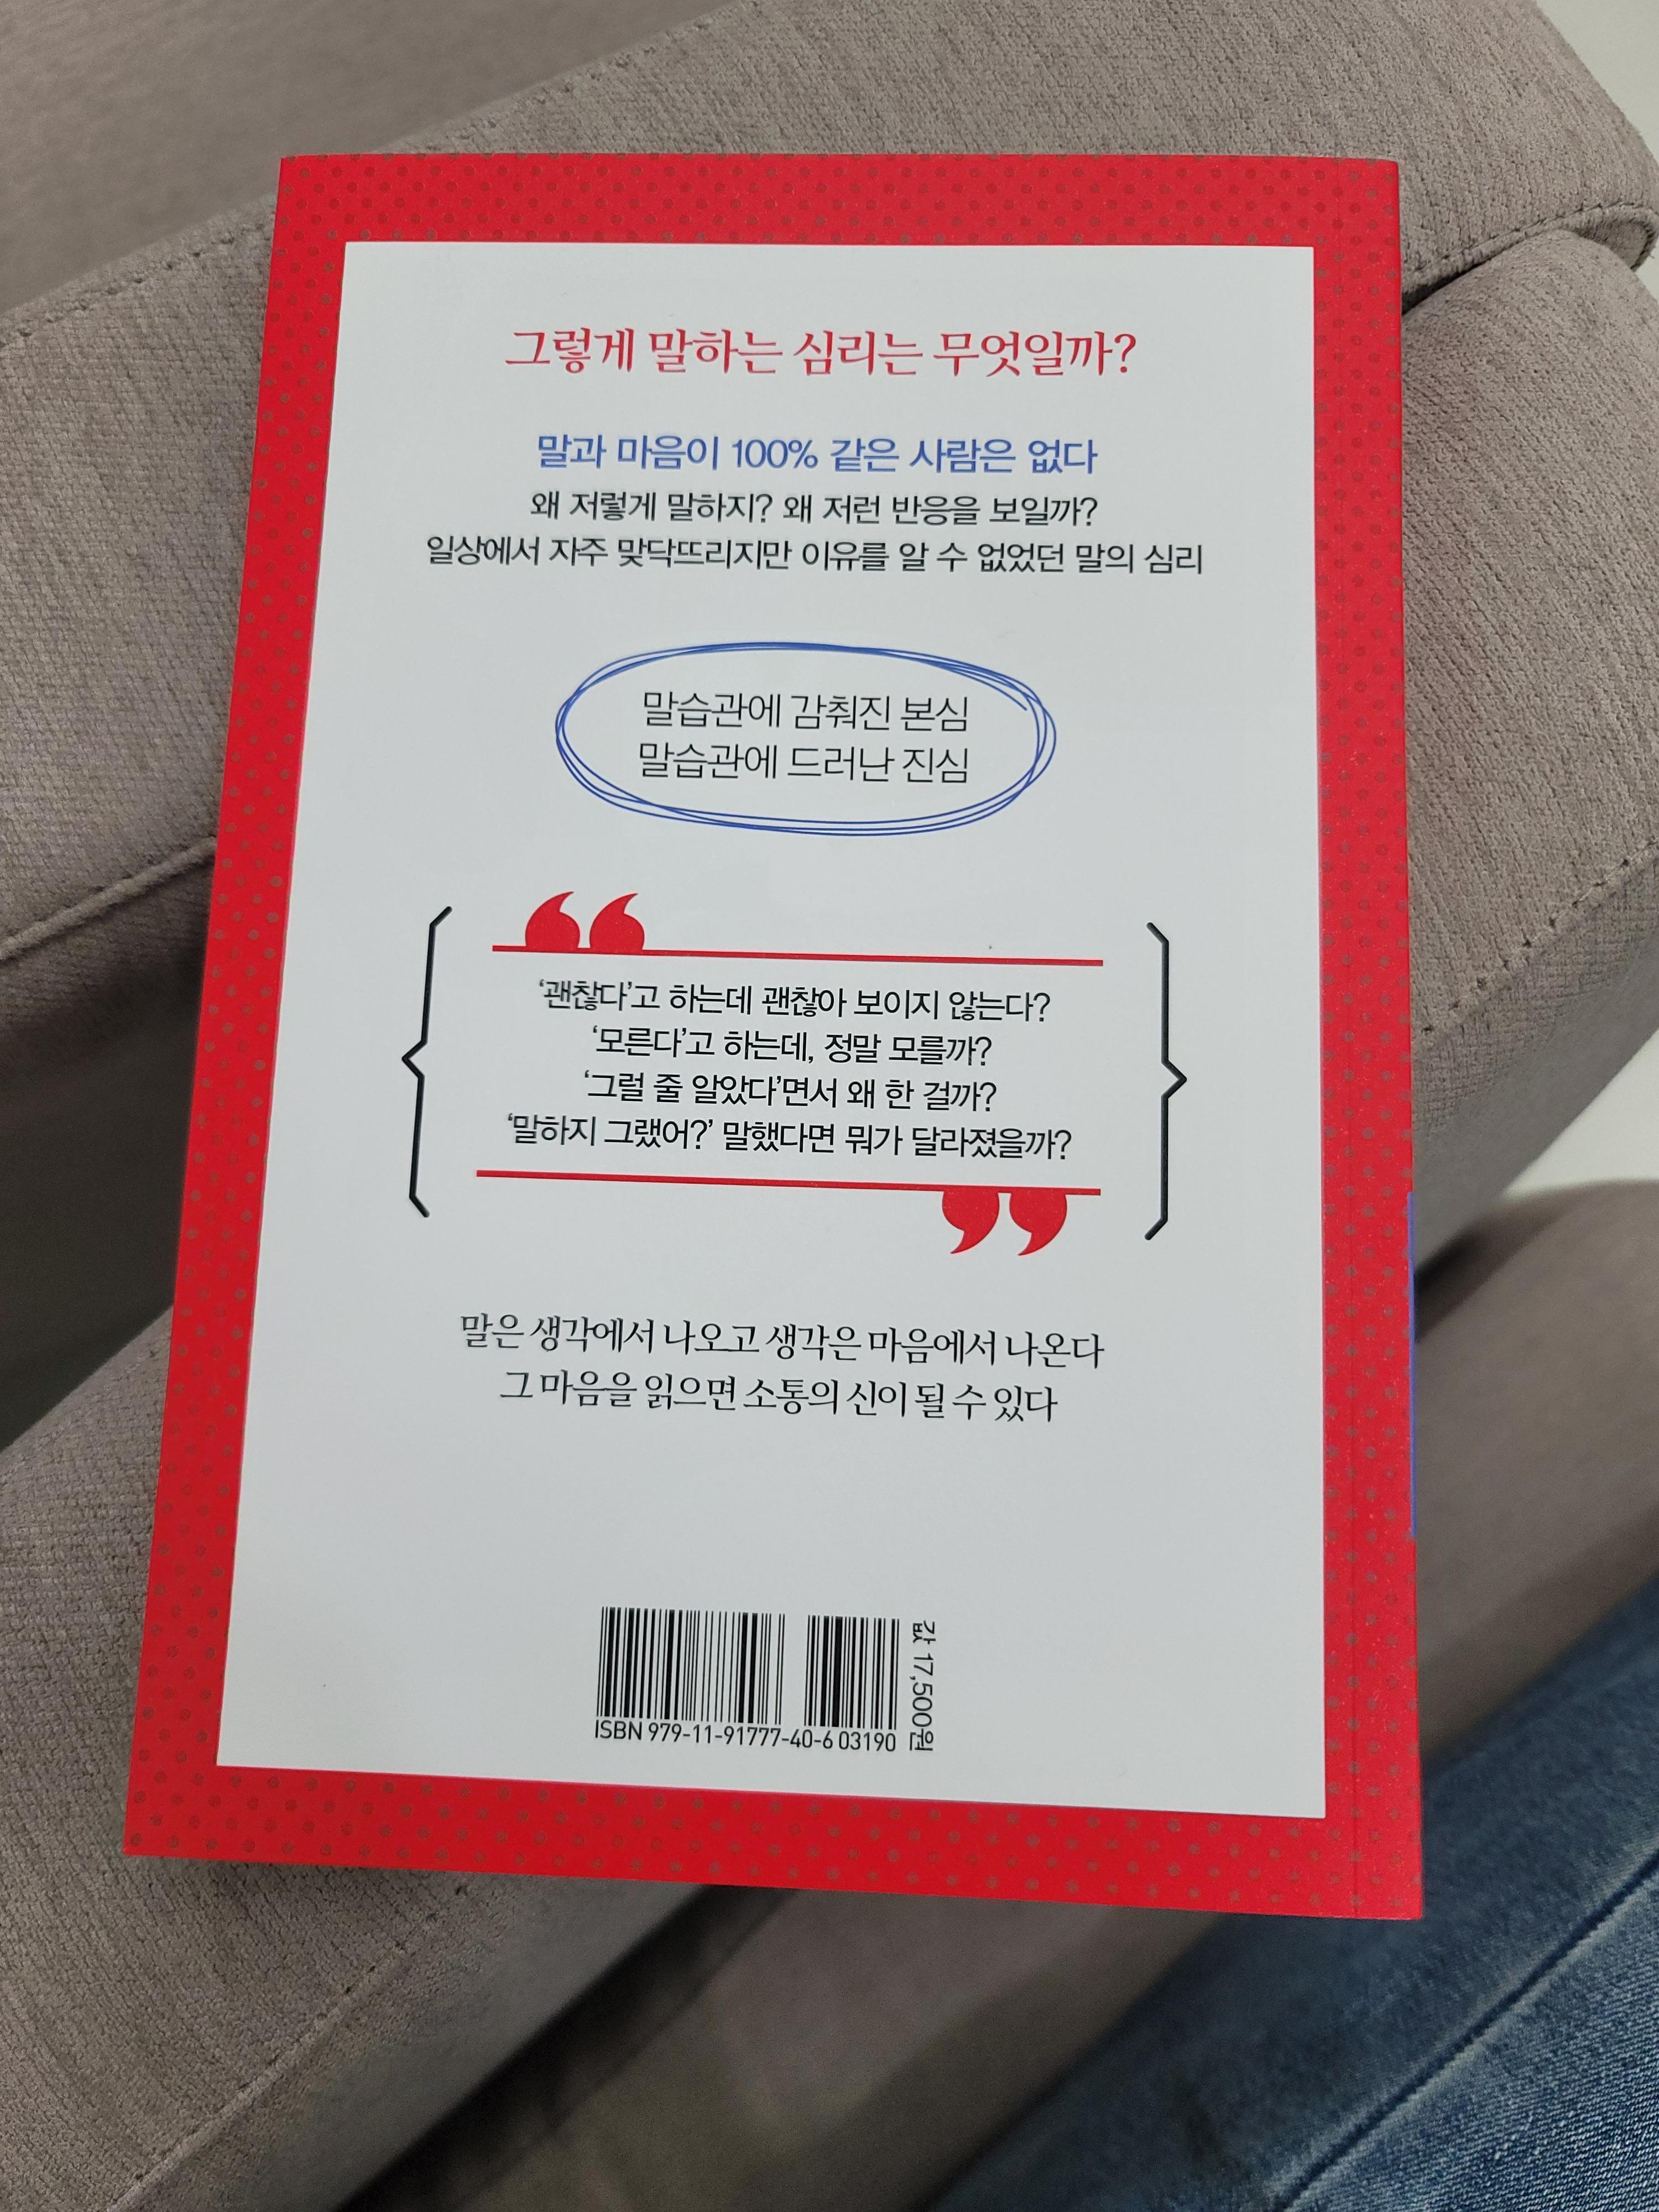 그렇게 말하는 심리는 무엇일까?
말과 마음이 100% 같은 사람은 없다
왜 저렇게 말하지? 왜 저런 반응을 보일까?
일상에서 자주 맞닥뜨리지만 이유를 알 수 없었던 말의 심리
말습관에 감춰진 본심
말습관에 드러난 진심
‘괜찮다’고 하는데 괜찮아 보이지 않는다?
‘모른다’고 하는데, 정말 모를까?
‘그럴 줄 알았다’면서 왜 한 걸까?
‘말하지 그랬어?’ 말했다면 뭐가 달라졌을까?
말은 생각에서 나오고 생각은 마음에서 나온다
그 마음을 읽으면 소통의 신이 될 수 있다
ISBN 979-11-91777-40-6 03190
값 17,500원